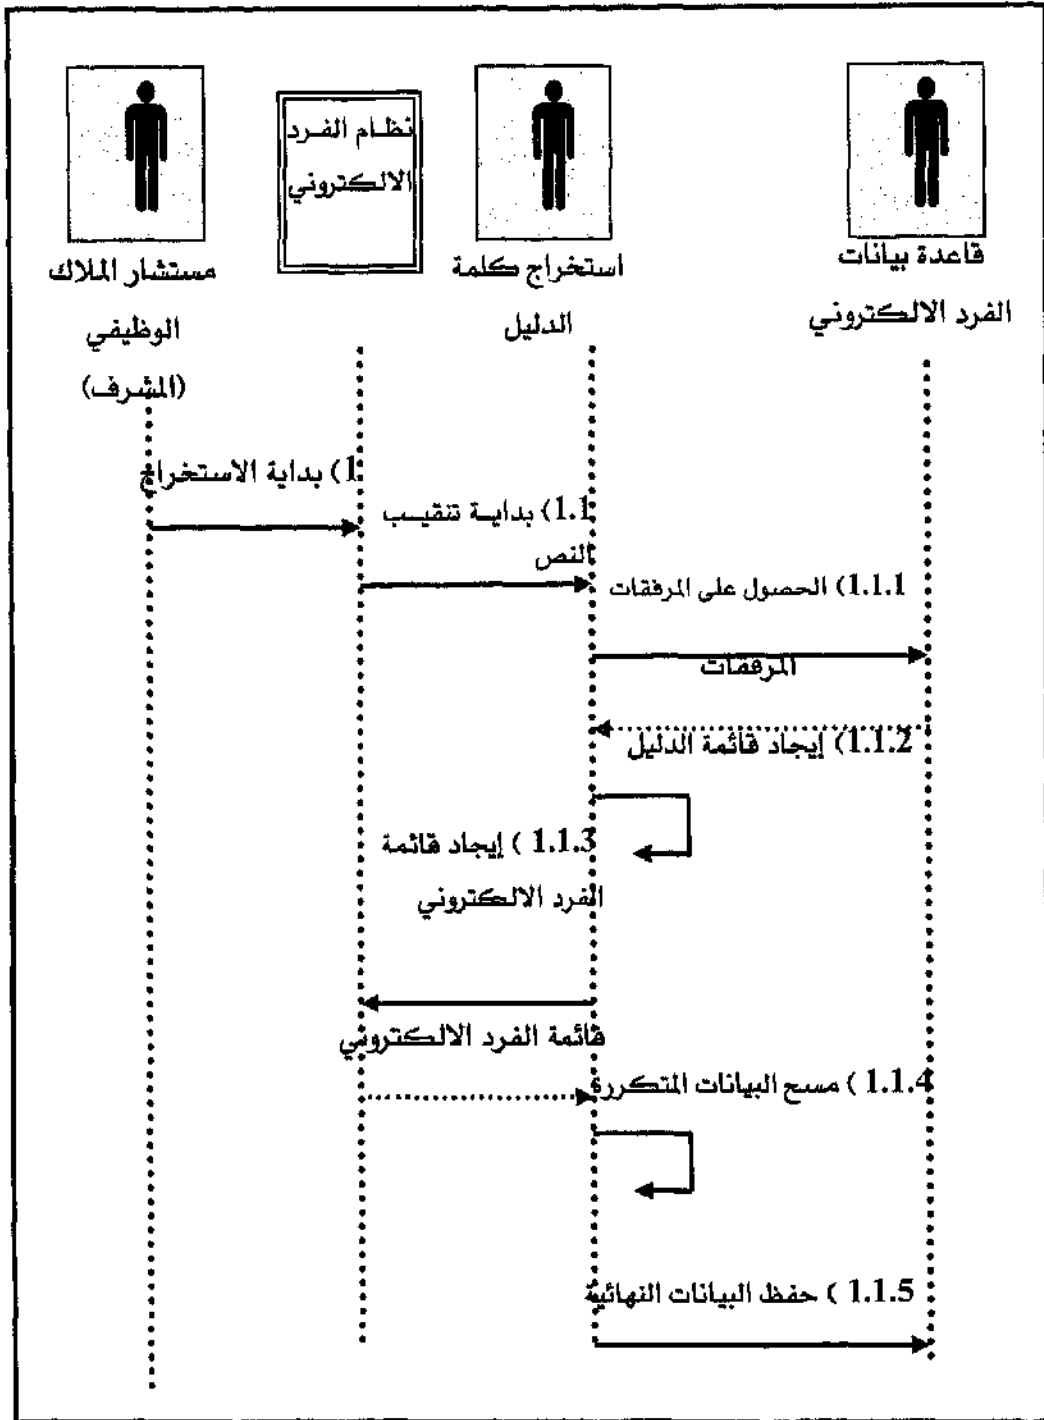 نظام الفرد
الالكتروني
مستشار الملاك
الوظيفي
(المشرف)
استخراج كلمة
الدليل
قاعدة بيانات
الفرد الالكتروني
1) بداية الاستخراج
1.1) بداية تنقيب
النص
1.1.1) الحصول على المرفقات
المرفقات
1.1.2) إيجاد قائمة الدليل
1.1.3 ) إيجاد قائمة
الفرد الالكتروني
قائمة الفرد الالكتروني
1.1.4 ) مسح البيانات المتكررة
1.1.5 ) حفظ البيانات النهائية